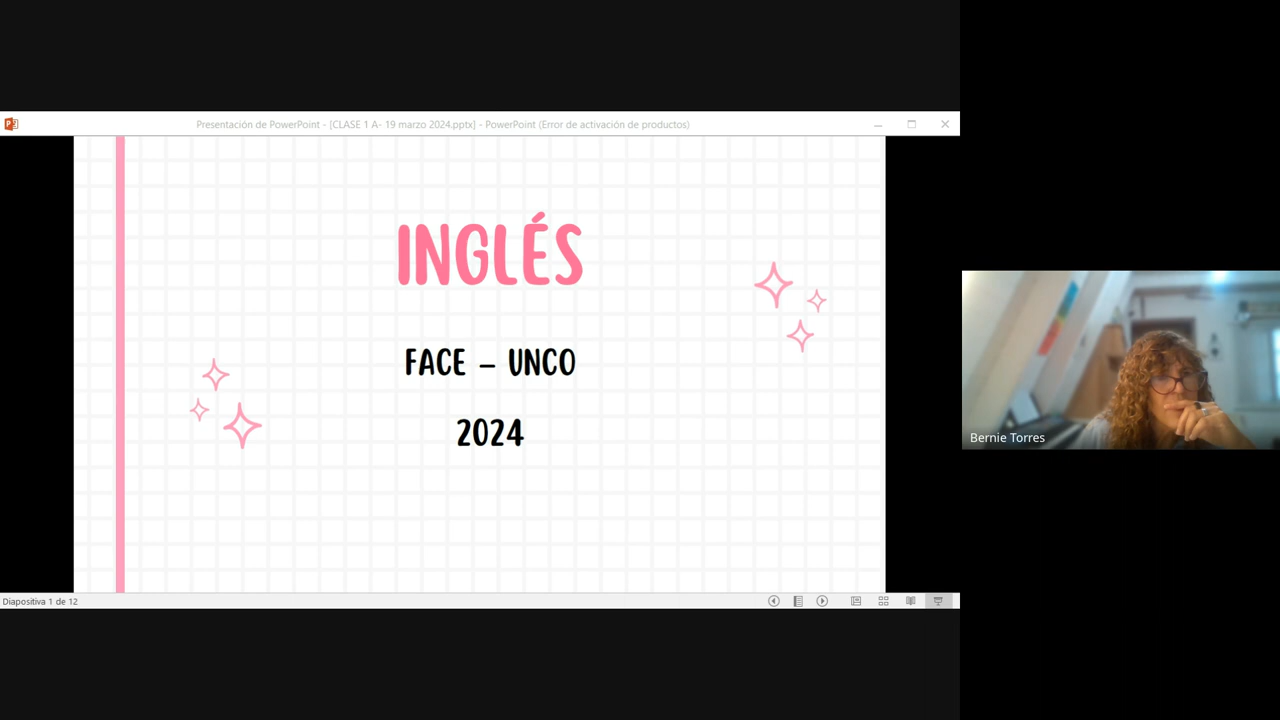 Presentación de PowerPoint - [CLASE 1 A- 19 marzo 2024.pptx] - PowerPoint (Error de activación de productos)
INGLÉS
FACE – UNCO
2024
Bernie Torres
Diapositiva 1 de 12